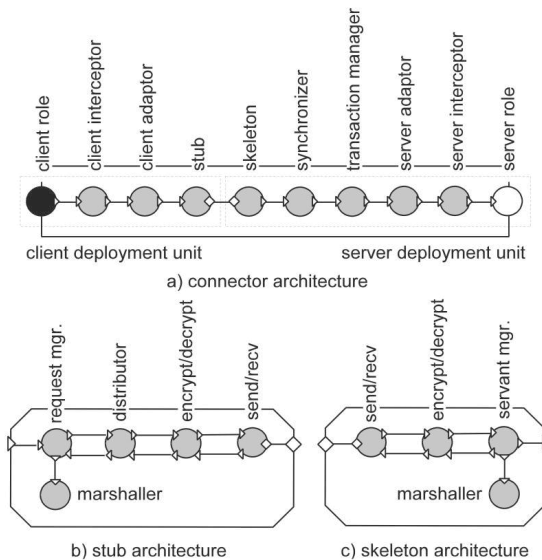 client role
client interceptor
client adaptor
stub
skeleton
synchronizer
transaction manager
server adaptor
server interceptor
server role
client deployment unit
server deployment unit
a) connector architecture
request mgr.
distributor
encrypt/decrypt
send/recv
marshaller
b) stub architecture
send/recv
encrypt/decrypt
servant mgr.
marshaller
c) skeleton architecture